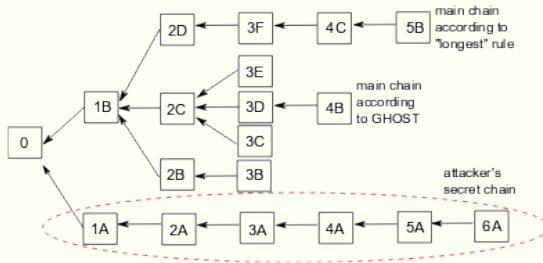 2D 3F 4C 5B
main chain
according to
"longest" rule
3E
1B 2C 3D 4B
main chain
according
to GHOST
3C
0
2B 3B
attacker's
secret chain
1A 2A 3A 4A 5A 6A